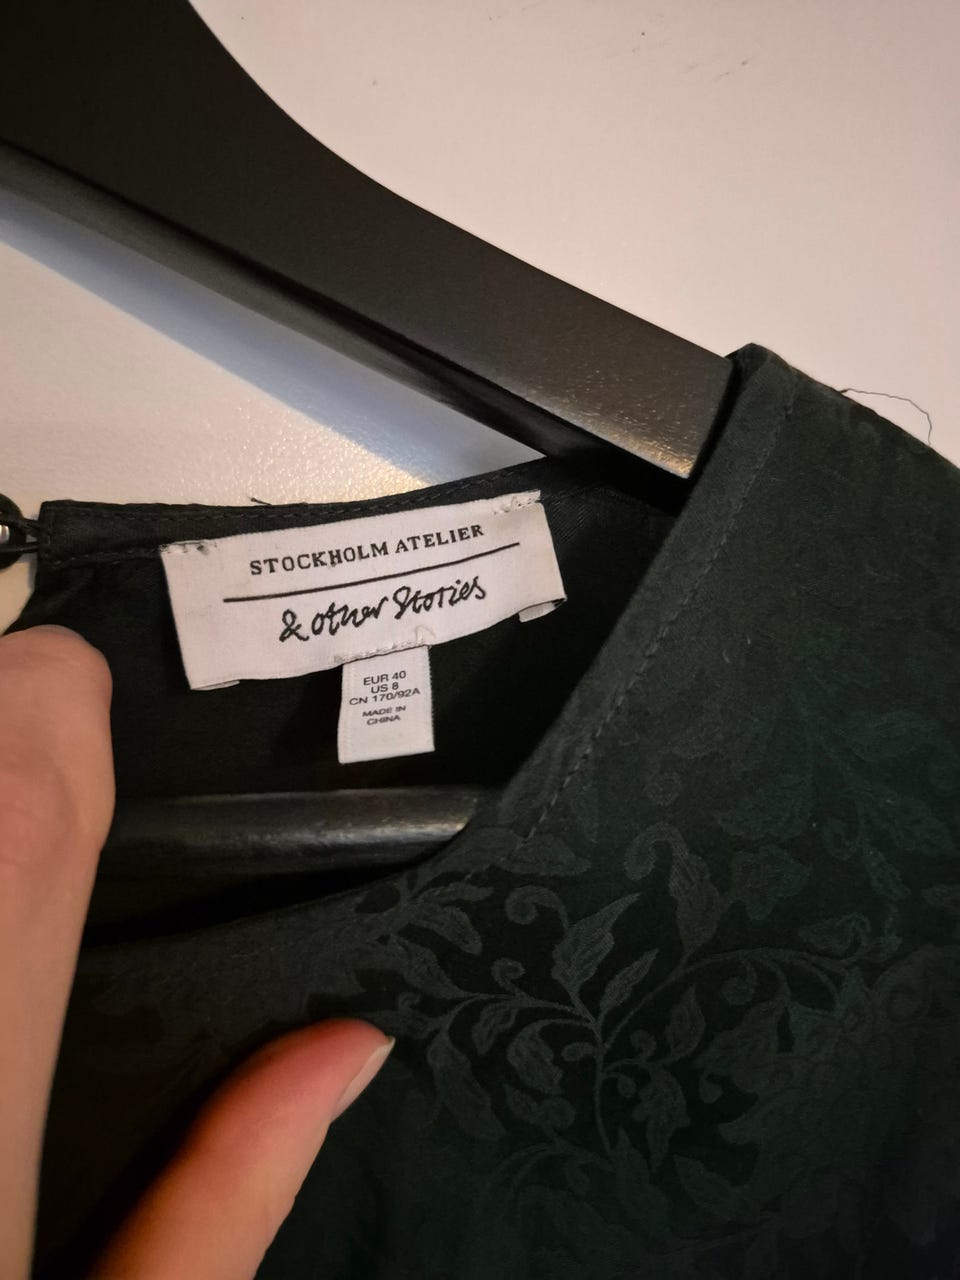 STOCKHOLM ATELIER
& other Stories
EUR 40
US 8
CN 170/92A
MADE IN
CHINA